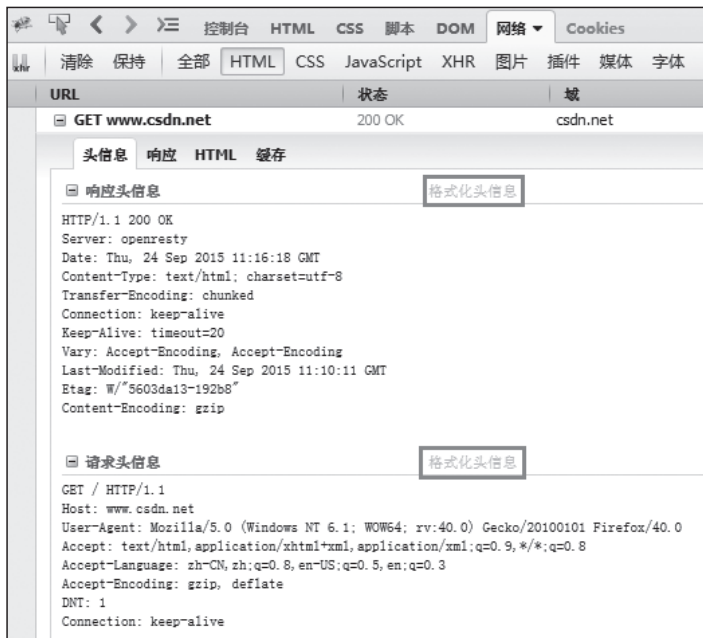 控制台 HTML CSS 脚本 DOM 网络 Cookies
xhr 清除 保持 全部 HTML CSS JavaScript XHR 图片 插件 媒体 字体
URL 状态 域
GET www.csdn.net 200 OK csdn.net
头信息 响应 HTML 缓存
响应头信息 格式化头信息
HTTP/1.1 200 OK
Server: openresty
Date: Thu, 24 Sep 2015 11:16:18 GMT
Content-Type: text/html; charset=utf-8
Transfer-Encoding: chunked
Connection: keep-alive
Keep-Alive: timeout=20
Vary: Accept-Encoding, Accept-Encoding
Last-Modified: Thu, 24 Sep 2015 11:10:11 GMT
Etag: W/"5603da13-192b8"
Content-Encoding: gzip
请求头信息 格式化头信息
GET / HTTP/1.1
Host: www.csdn.net
User-Agent: Mozilla/5.0 (Windows NT 6.1; WOW64; rv:40.0) Gecko/20100101 Firefox/40.0
Accept: text/html,application/xhtml+xml,application/xml;q=0.9,*/*;q=0.8
Accept-Language: zh-CN,zh;q=0.8,en-US;q=0.5,en;q=0.3
Accept-Encoding: gzip, deflate
DNT: 1
Connection: keep-alive